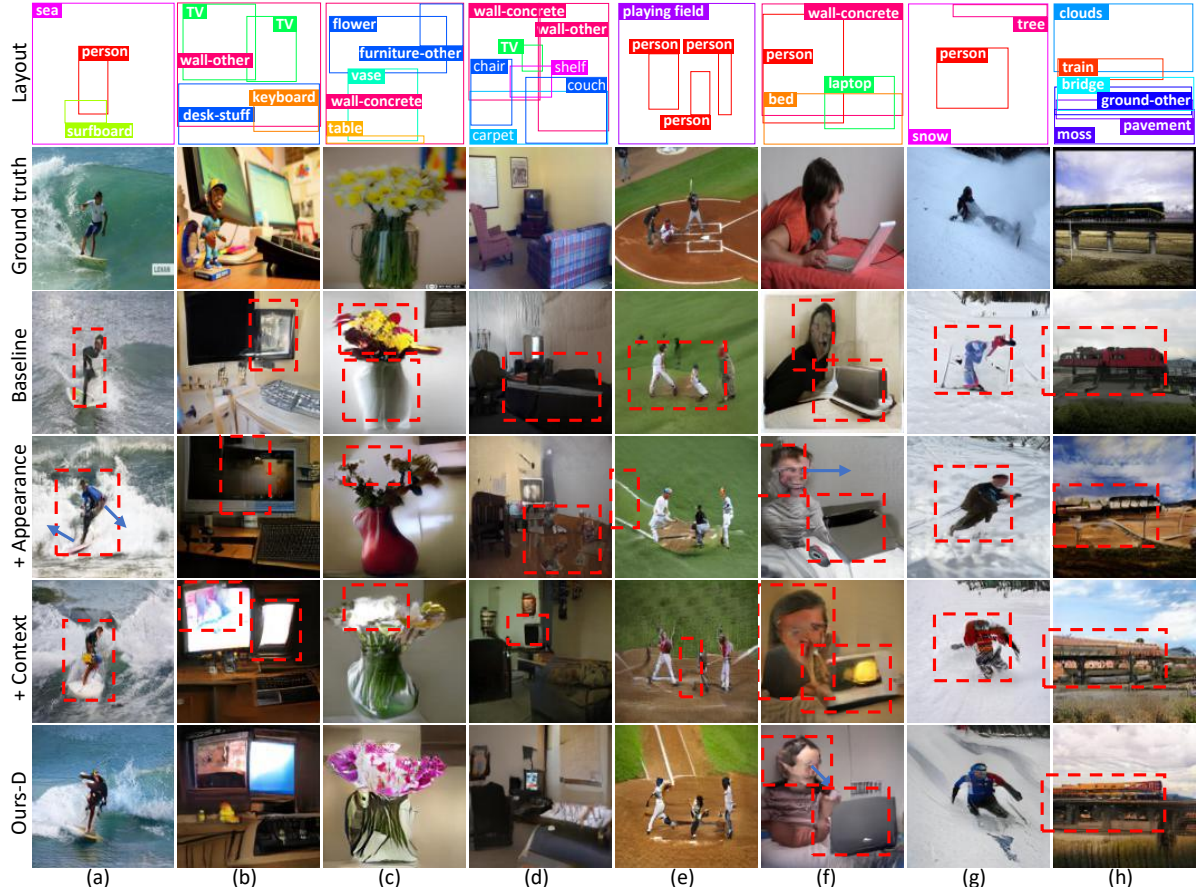 Layout
sea
person
surfboard
TV
TV
wall-other
keyboard
desk-stuff
flower
furniture-other
vase
wall-concrete
table
wall-concrete
wall-other
TV
chair
shelf
couch
carpet
playing field
person
person
person
wall-concrete
person
laptop
bed
tree
person
snow
clouds
train
bridge
ground-other
pavement
moss
Ground truth
Baseline
+ Appearance
+ Context
Ours-D
(a)
(b)
(c)
(d)
(e)
(f)
(g)
(h)